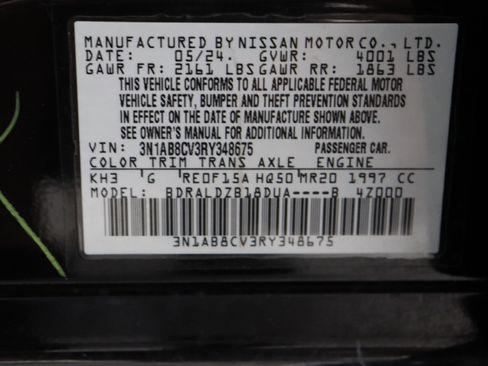 MANUFACTURED BY NISSAN MOTOR CO., LTD.
DATE: 05/24. GVWR: 4001 LBS
GAWR FR: 2161 LBS GAWR RR: 1863 LBS
THIS VEHICLE CONFORMS TO ALL APPLICABLE FEDERAL MOTOR
VEHICLE SAFETY, BUMPER AND THEFT PREVENTION STANDARDS
IN EFFECT ON THE DATE OF MANUFACTURE SHOWN ABOVE.
SEE OWNER'S MANUAL FOR ADDITIONAL INFORMATION
VIN: 3N1AB8CV3RY348675 PASSENGER CAR.
COLOR TRIM TRANS AXLE ENGINE
KH3 G RE0F15A HQ50 MR20 1997 CC
MODEL: BDRALDZB18DUA----B 4Z000
3N1AB8CV3RY348675